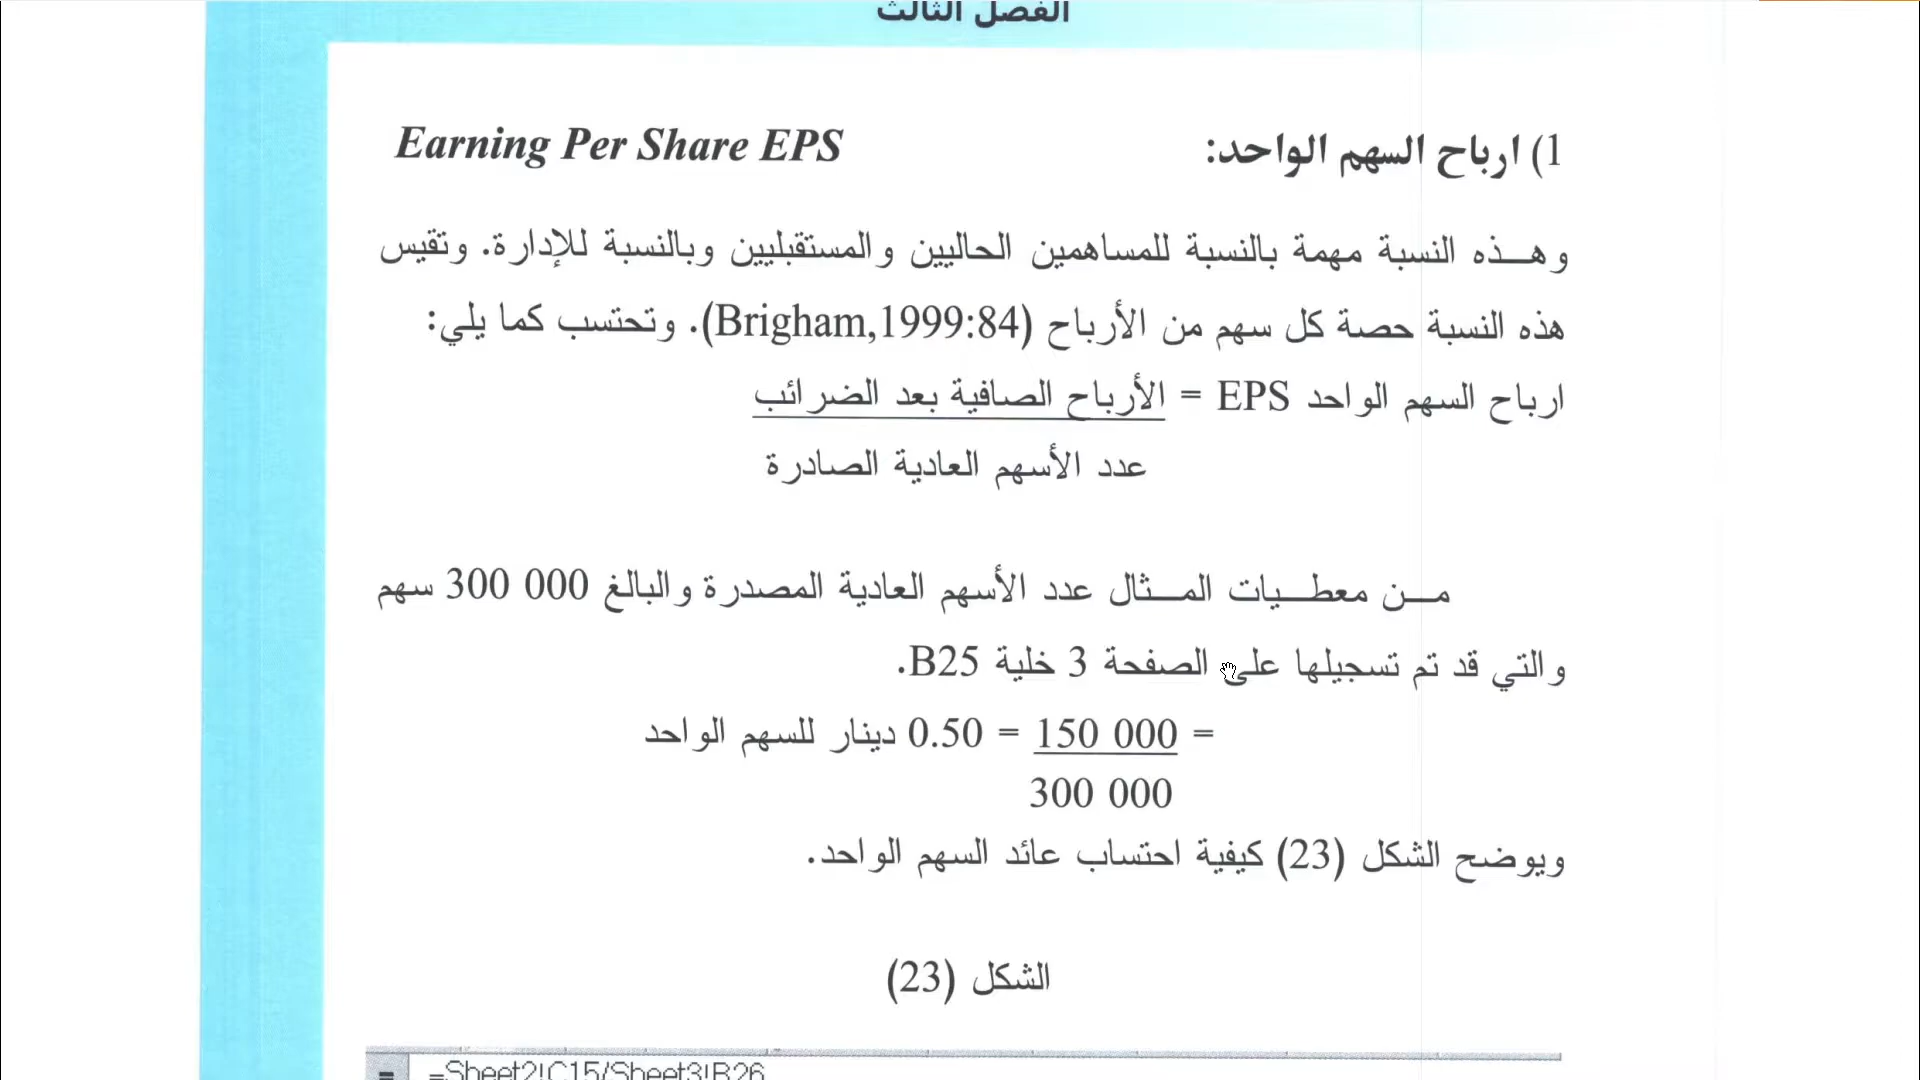 الفصل الثالث
1) ارباح السهم الواحد: Earning Per Share EPS
وهذه النسبة مهمة بالنسبة للمساهمين الحاليين والمستقبليين وبالنسبة للإدارة. وتقيس
هذه النسبة حصة كل سهم من الأرباح (Brigham,1999:84). وتحتسب كما يلي:
ارباح السهم الواحد EPS = الأرباح الصافية بعد الضرائب
عدد الأسهم العادية الصادرة
من معطيات المثال عدد الأسهم العادية المصدرة والبالغ 300 000 سهم
والتي قد تم تسجيلها على الصفحة 3 خلية B25.
= 150 000 = 0.50 دينار للسهم الواحد
300 000
ويوضح الشكل (23) كيفية احتساب عائد السهم الواحد.
الشكل (23)
= =Sheet2!C15/Sheet3!B26